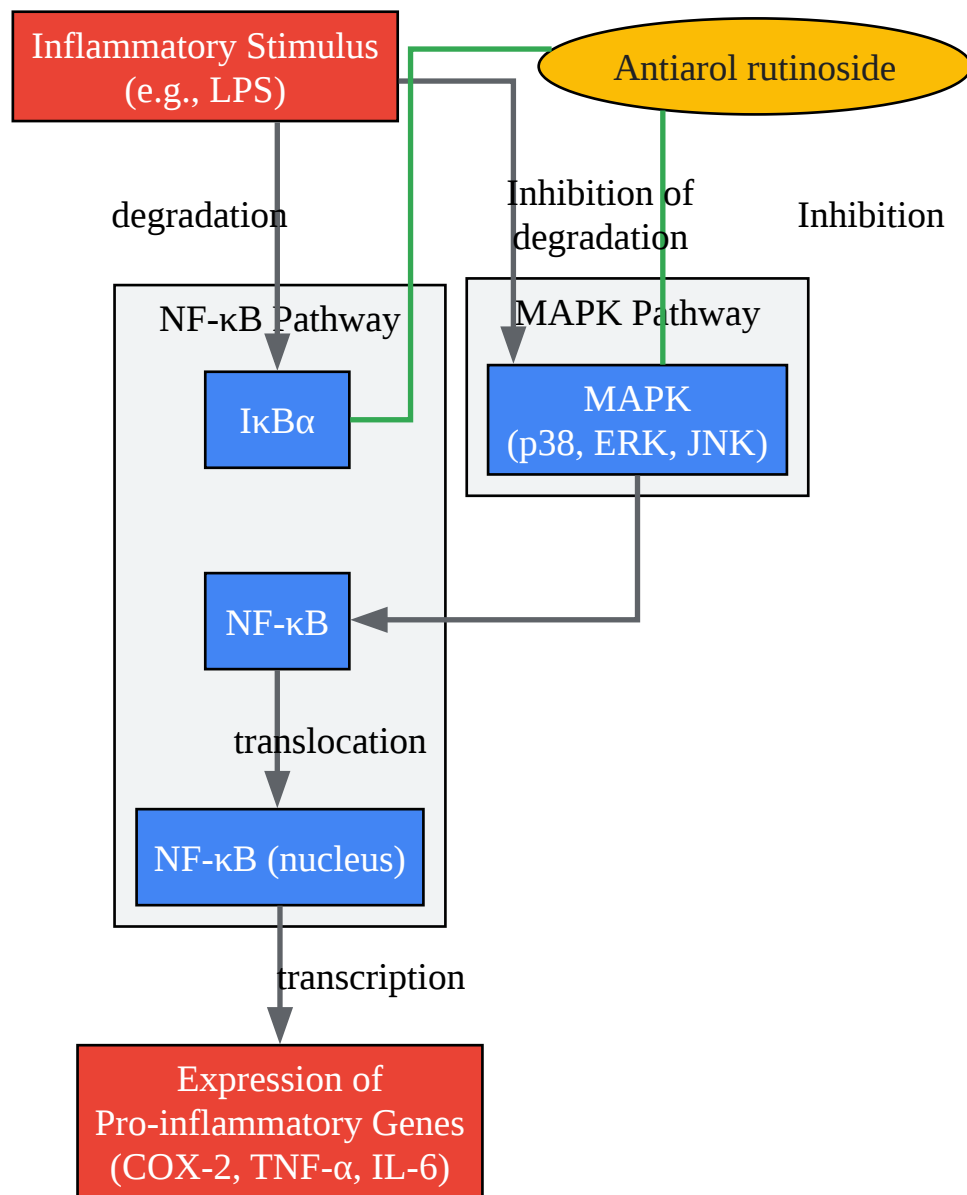 Inflammatory Stimulus
(e.g., LPS)
Antiarol rutinoside
degradation
Inhibition of
degradation
Inhibition
NF-κB Pathway
MAPK Pathway
IκBα
MAPK
(p38, ERK, JNK)
NF-κB
translocation
NF-κB (nucleus)
transcription
Expression of
Pro-inflammatory Genes
(COX-2, TNF-α, IL-6)